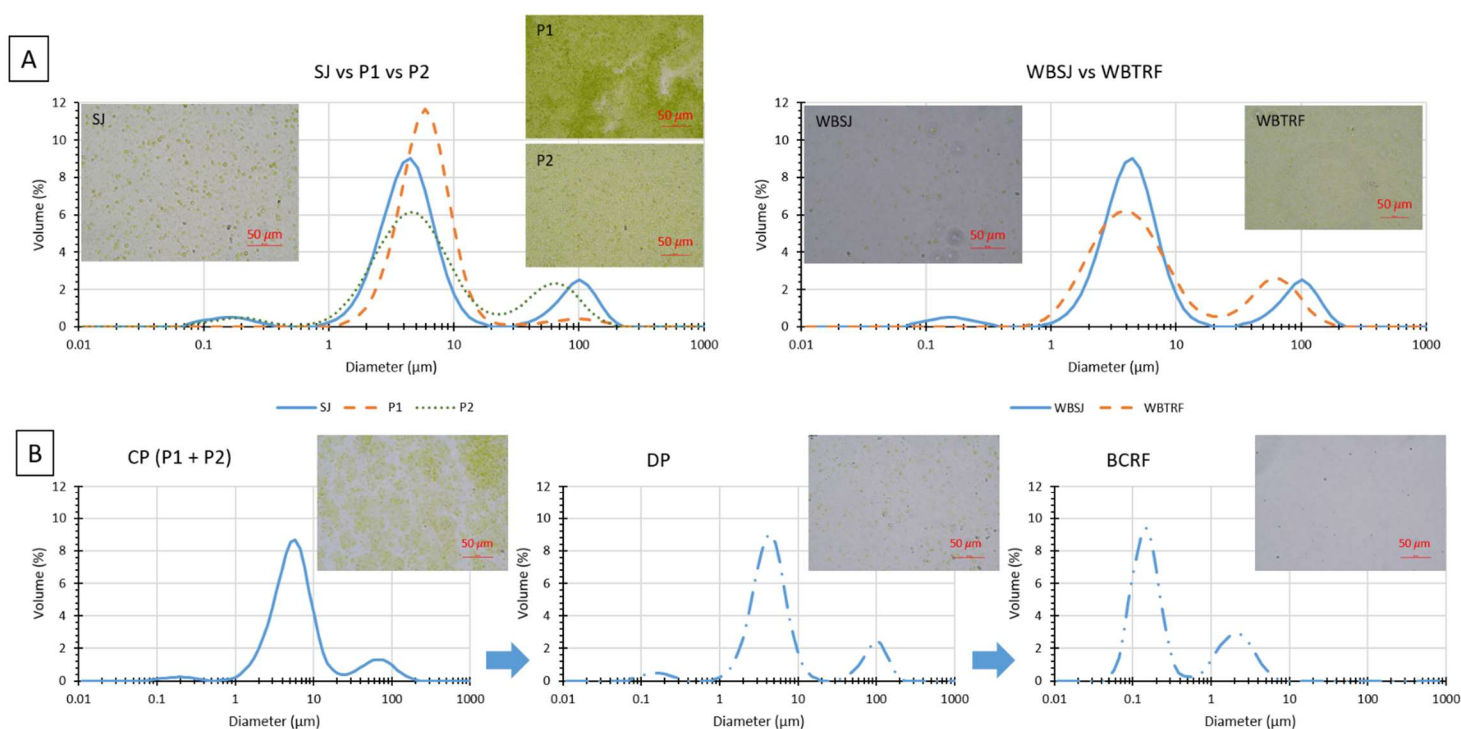 A
SJ vs P1 vs P2
Volume (%)
12
10
8
6
4
2
0
0.01 0.1 1 10 100 1000
Diameter (µm)
SJ
50 µm
P1
50 µm
P2
50 µm
SJ P1 P2
WBSJ vs WBTRF
Volume (%)
12
10
8
6
4
2
0
0.01 0.1 1 10 100 1000
Diameter (µm)
WBSJ
50 µm
WBTRF
50 µm
WBSJ WBTRF
B
CP (P1 + P2)
Volume (%)
12
10
8
6
4
2
0
0.01 0.1 1 10 100 1000
Diameter (µm)
50 µm
DP
Volume (%)
12
10
8
6
4
2
0
0.01 0.1 1 10 100 1000
Diameter (µm)
50 µm
BCRF
Volume (%)
12
10
8
6
4
2
0
0.01 0.1 1 10 100 1000
Diameter (µm)
50 µm